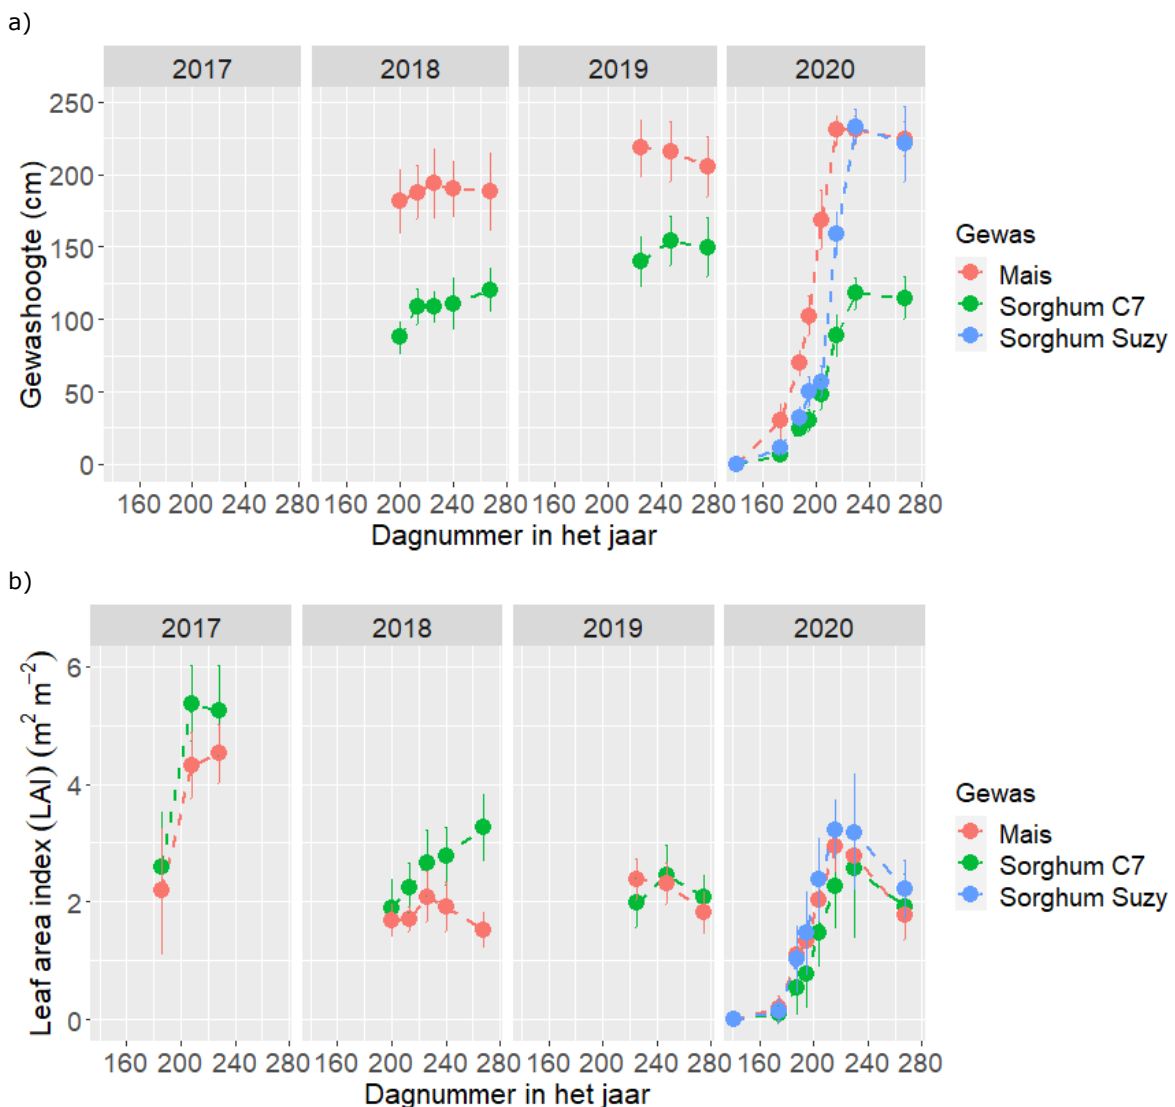 a)
2017 2018 2019 2020
250
200
150
100
50
0
Gewashoogte (cm)
160 200 240 280 160 200 240 280 160 200 240 280 160 200 240 280
Dagnummer in het jaar
Gewas
Mais
Sorghum C7
Sorghum Suzy
b)
2017 2018 2019 2020
6
4
2
0
Leaf area index (LAI) (m² m⁻²)
160 200 240 280 160 200 240 280 160 200 240 280 160 200 240 280
Dagnummer in het jaar
Gewas
Mais
Sorghum C7
Sorghum Suzy